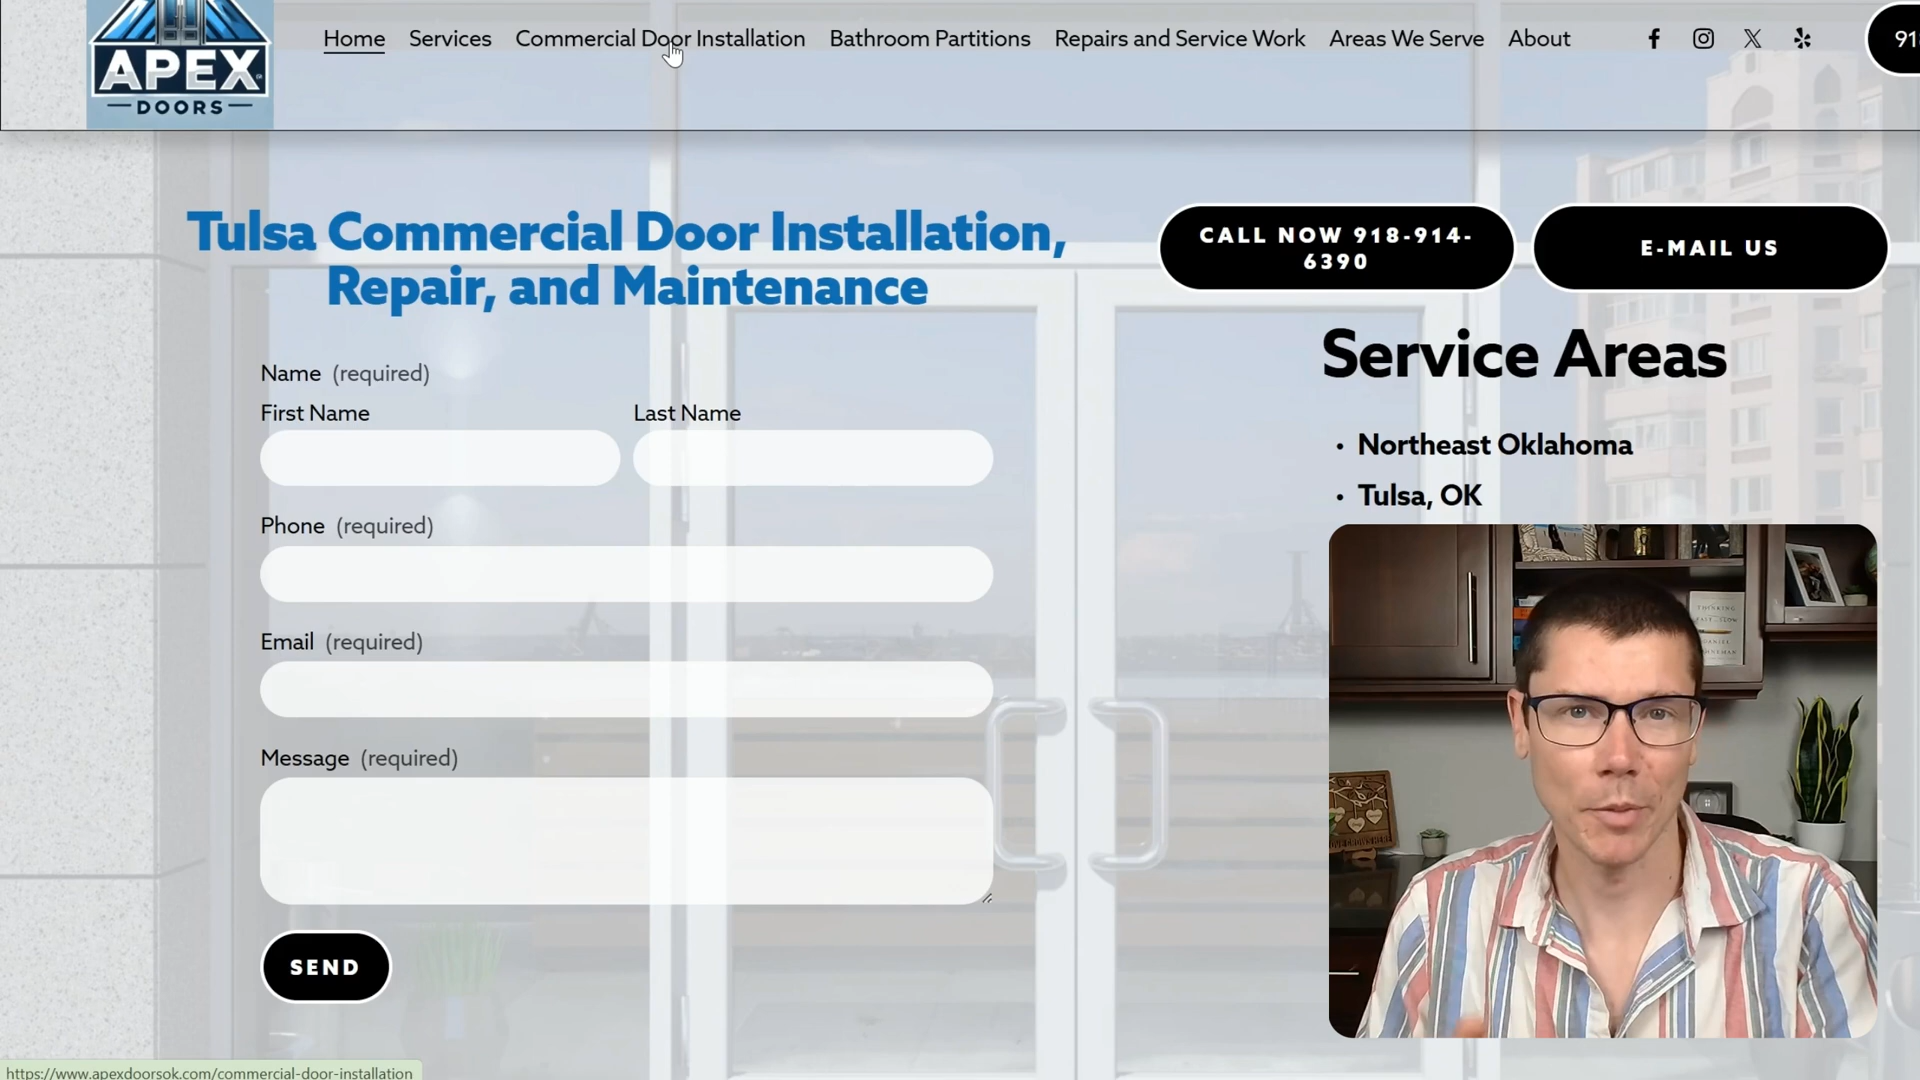 APEX
DOORS
Home
Services
Commercial Door Installation
Bathroom Partitions
Repairs and Service Work
Areas We Serve
About
Tulsa Commercial Door Installation,
Repair, and Maintenance
Name (required)
First Name
Last Name
Phone (required)
Email (required)
Message (required)
SEND
CALL NOW 918-914-
6390
E-MAIL US
Service Areas
• Northeast Oklahoma
• Tulsa, OK
THINKING
DANIEL
https://www.apexdoorsok.com/commercial-door-installation